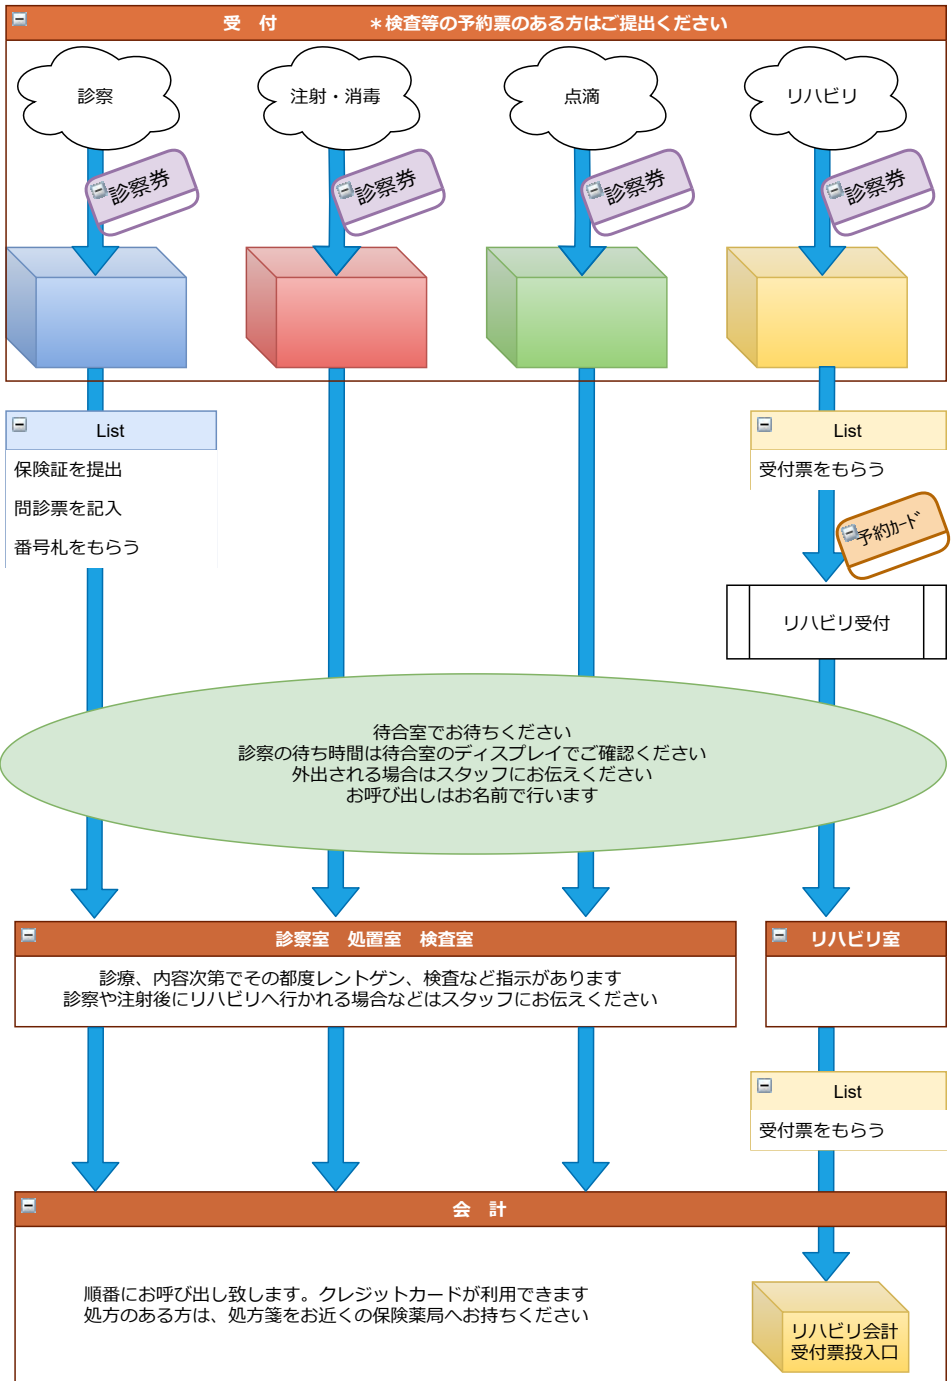 受　付　　　　　＊検査等の予約票のある方はご提出ください
診察
注射・消毒
点滴
リハビリ
診察券
診察券
診察券
診察券
List
保険証を提出
問診票を記入
番号札をもらう
List
受付票をもらう
予約ｶｰﾄﾞ
リハビリ受付
待合室でお待ちください
診察の待ち時間は待合室のディスプレイでご確認ください
外出される場合はスタッフにお伝えください
お呼び出しはお名前で行います
診察室　処置室　検査室
診療、内容次第でその都度レントゲン、検査など指示があります
診察や注射後にリハビリへ行かれる場合などはスタッフにお伝えください
リハビリ室
List
受付票をもらう
会　計
順番にお呼び出し致します。クレジットカードが利用できます
処方のある方は、処方箋をお近くの保険薬局へお持ちください
リハビリ会計
受付票投入口